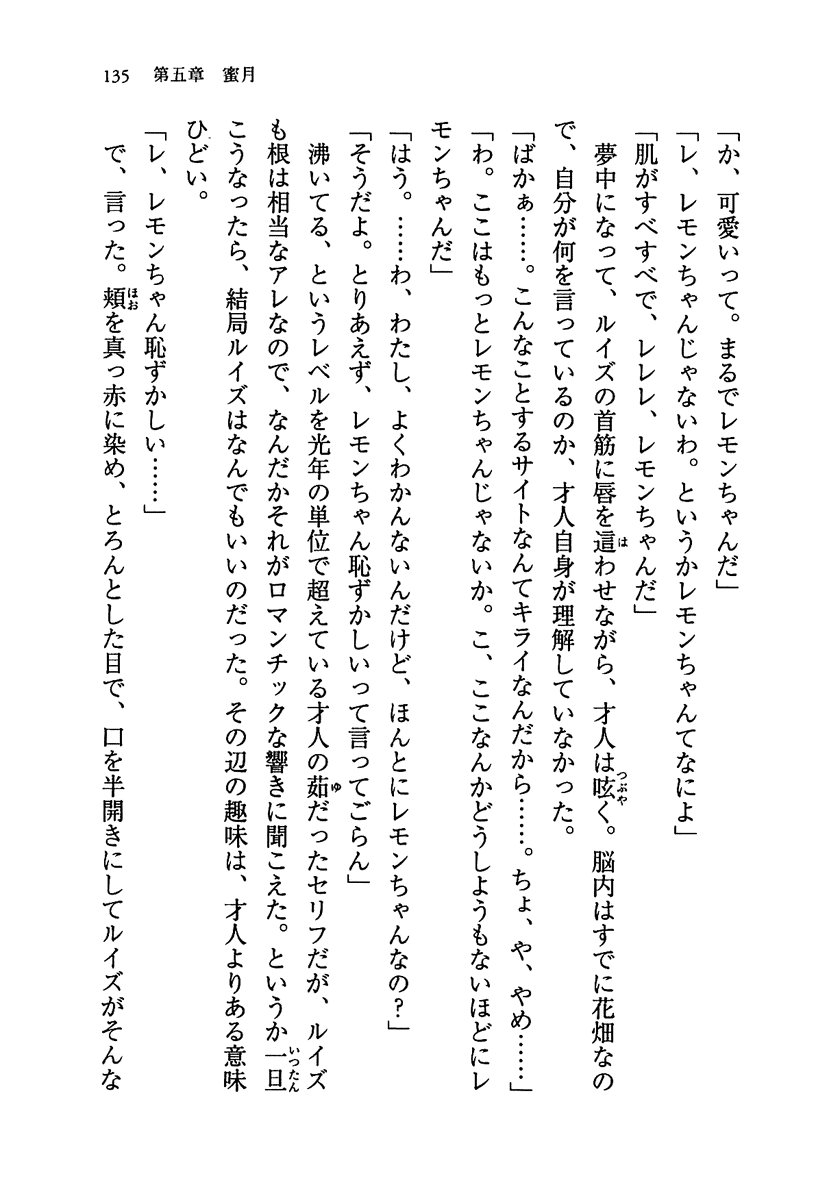 135　第五章　蜜月
「か、可愛いって。まるでレモンちゃんだ」
「レ、レモンちゃんじゃないわ。というかレモンちゃんてなによ」
「肌がすべすべで、レレレ、レモンちゃんだ」
　夢中になって、ルイズの首筋に唇を這わせながら、才人は呟く。脳内はすでに花畑なの
で、自分が何を言っているのか、才人自身が理解していなかった。
「ばかぁ……。こんなことするサイトなんてキライなんだから……。ちょ、や、やめ……」
「わ。ここはもっとレモンちゃんじゃないか。こ、ここなんかどうしようもないほどにレ
モンちゃんだ」
「はう。……わ、わたし、よくわかんないんだけど、ほんとにレモンちゃんなの？」
「そうだよ。とりあえず、レモンちゃん恥ずかしいって言ってごらん」
　沸いてる、というレベルを光年の単位で超えている才人の茹だったセリフだが、ルイズ
も根は相当なアレなので、なんだかそれがロマンチックな響きに聞こえた。というか一旦
こうなったら、結局ルイズはなんでもいいのだった。その辺の趣味は、才人よりある意味
ひどい。
「レ、レモンちゃん恥ずかしい……」
　で、言った。頬を真っ赤に染め、とろんとした目で、口を半開きにしてルイズがそんな